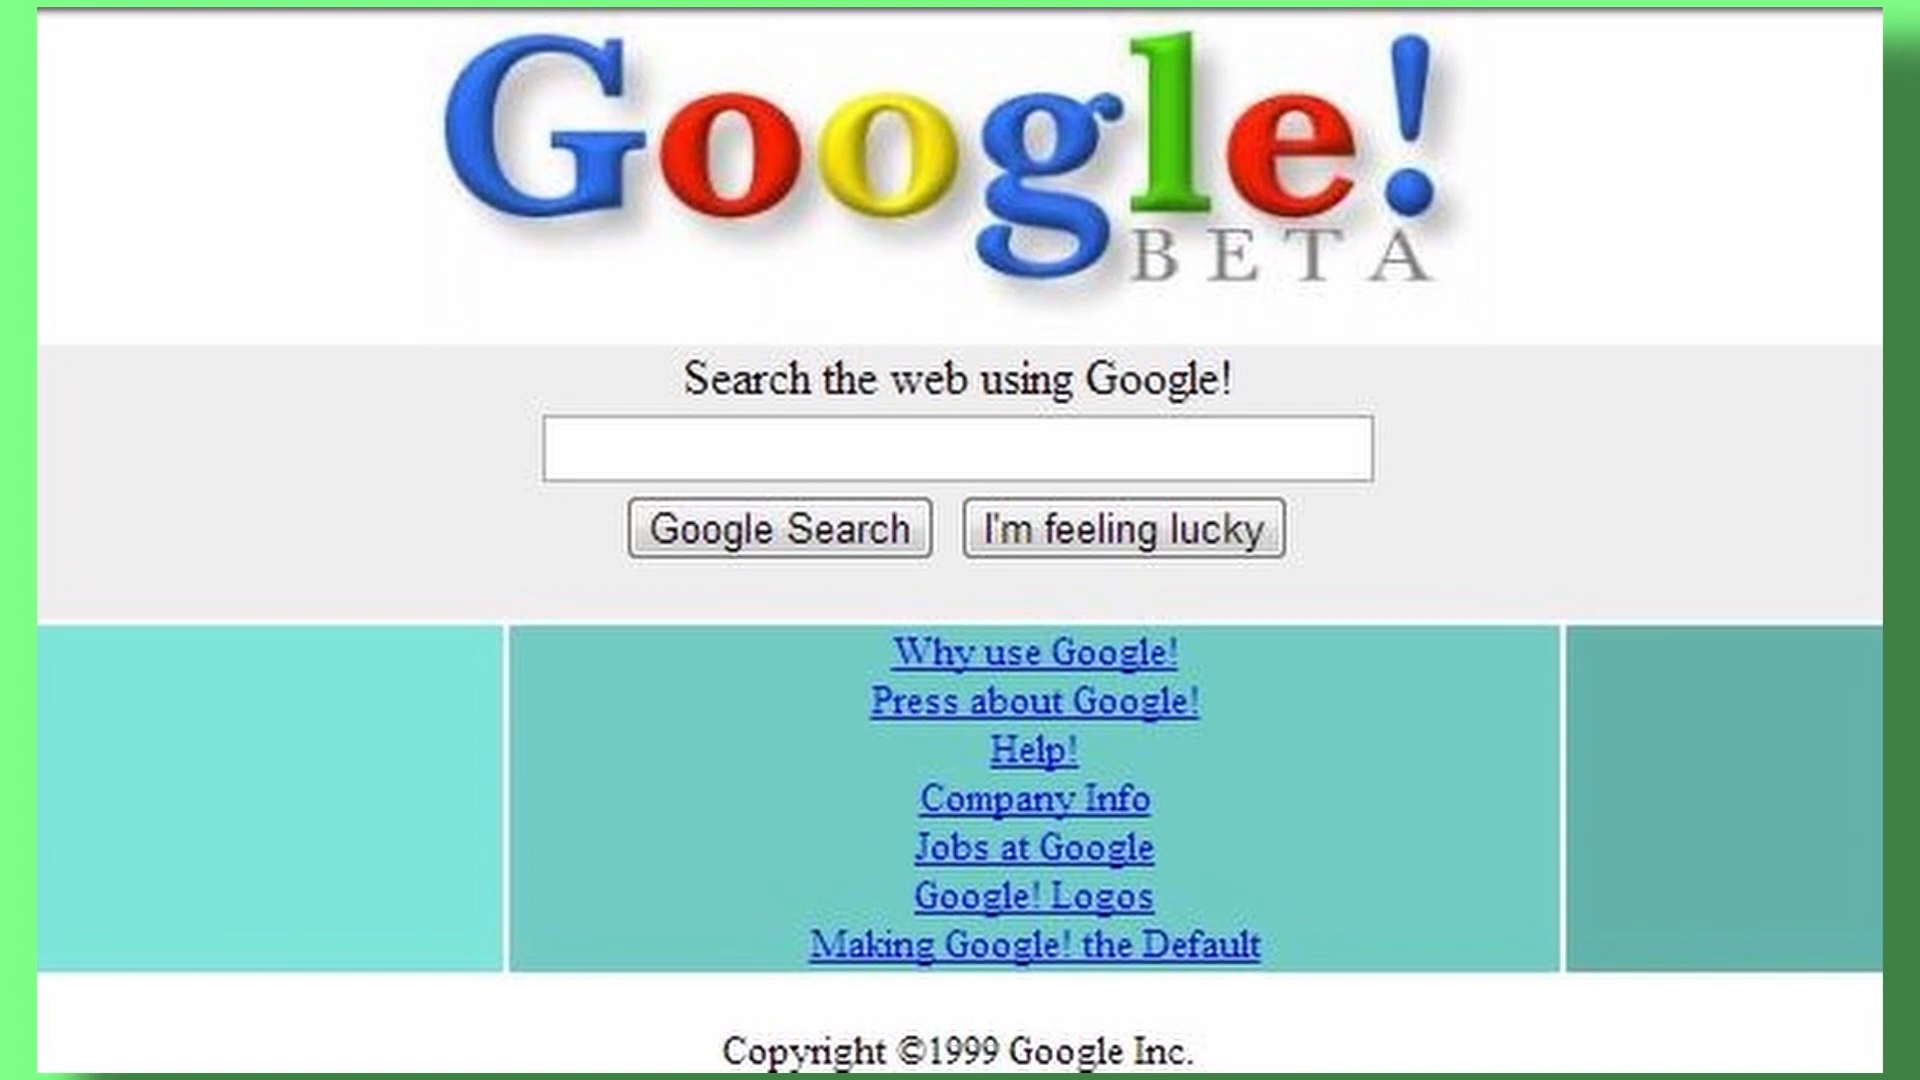 Google!
BETA
Search the web using Google!
Google Search I'm feeling lucky
Why use Google!
Press about Google!
Help!
Company Info
Jobs at Google
Google! Logos
Making Google! the Default
Copyright ©1999 Google Inc.